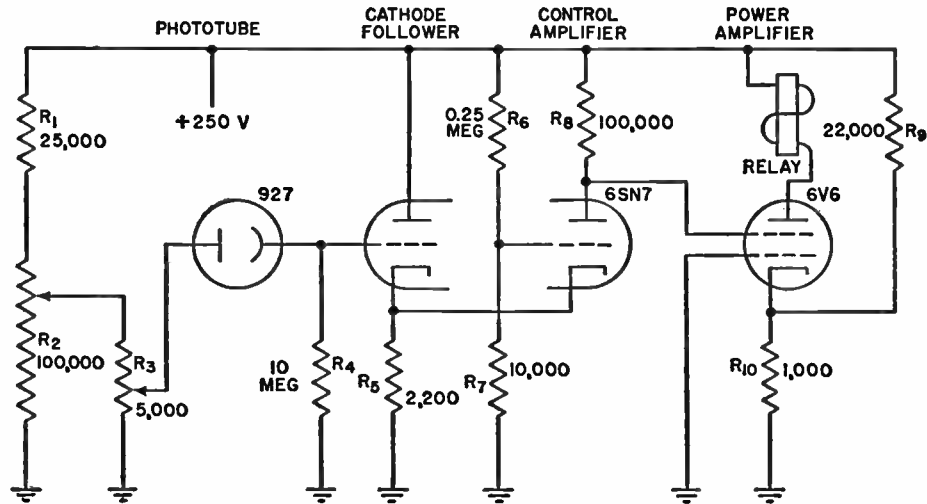 PHOTOTUBE
CATHODE
FOLLOWER
CONTROL
AMPLIFIER
POWER
AMPLIFIER
R1
25,000
+250 V
0.25
MEG
R6
R8
100,000
RELAY
22,000
R9
927
6SN7
6V6
R2
100,000
R3
5,000
10
MEG
R4
R5
2,200
R7
10,000
R10
1,000